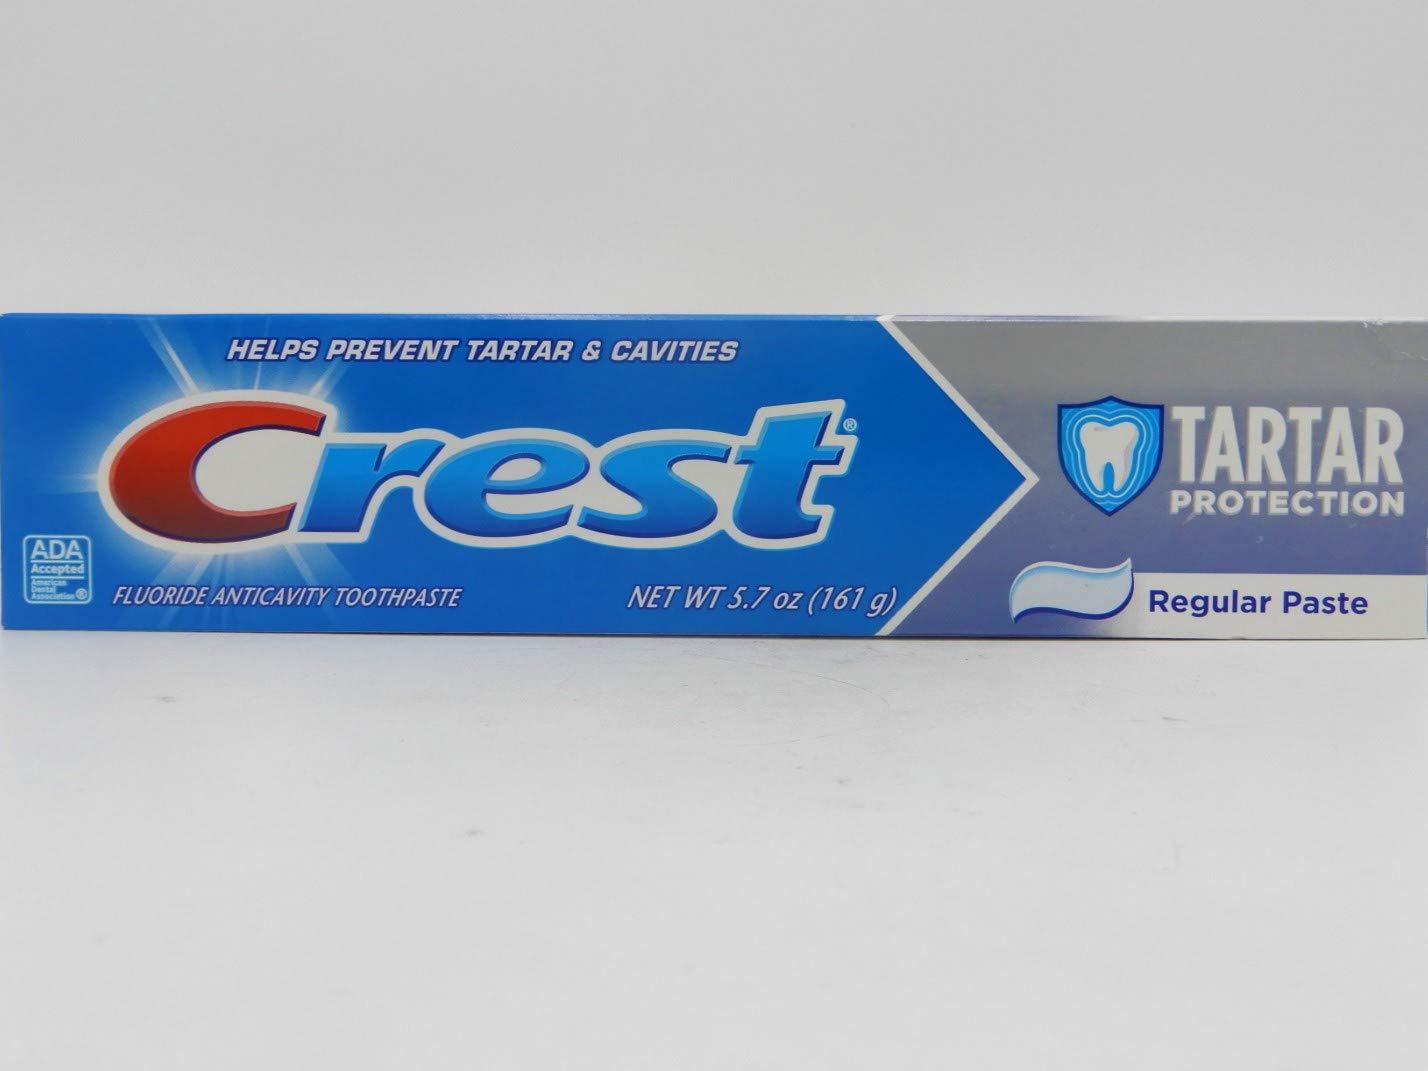 HELPS PREVENT TARTAR & CAVITIES
Crest®
ADA
Accepted
American
Dental
Association ®
FLUORIDE ANTICAVITY TOOTHPASTE
NET WT 5.7 oz (161 g)
TARTAR
PROTECTION
Regular Paste